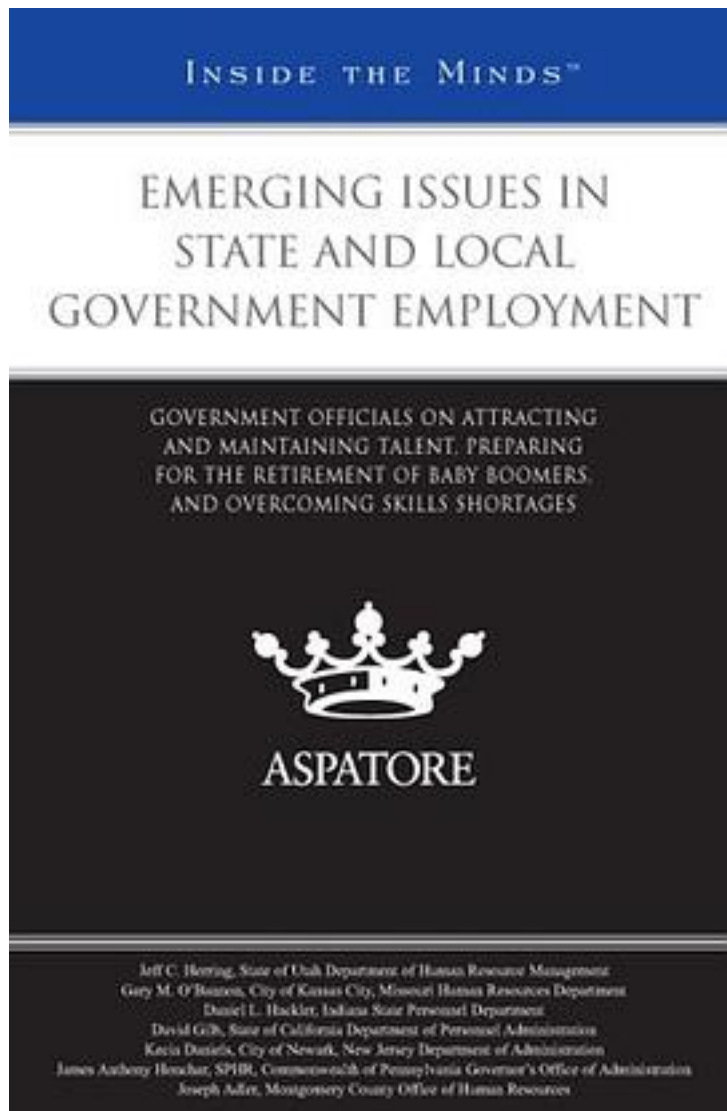 INSIDE THE MINDS™
EMERGING ISSUES IN
STATE AND LOCAL
GOVERNMENT EMPLOYMENT
GOVERNMENT OFFICIALS ON ATTRACTING
AND MAINTAINING TALENT, PREPARING
FOR THE RETIREMENT OF BABY BOOMERS,
AND OVERCOMING SKILLS SHORTAGES
ASPATORE
Jeff C. Herring, State of Utah Department of Human Resource Management
Gary M. O'Bannon, City of Kansas City, Missouri Human Resources Department
Daniel L. Hackler, Indiana State Personnel Department
David Gilb, State of California Department of Personnel Administration
Kecia Daniels, City of Newark, New Jersey Department of Administration
James Anthony Honchar, SPHR, Commonwealth of Pennsylvania Governor's Office of Administration
Joseph Adler, Montgomery County Office of Human Resources